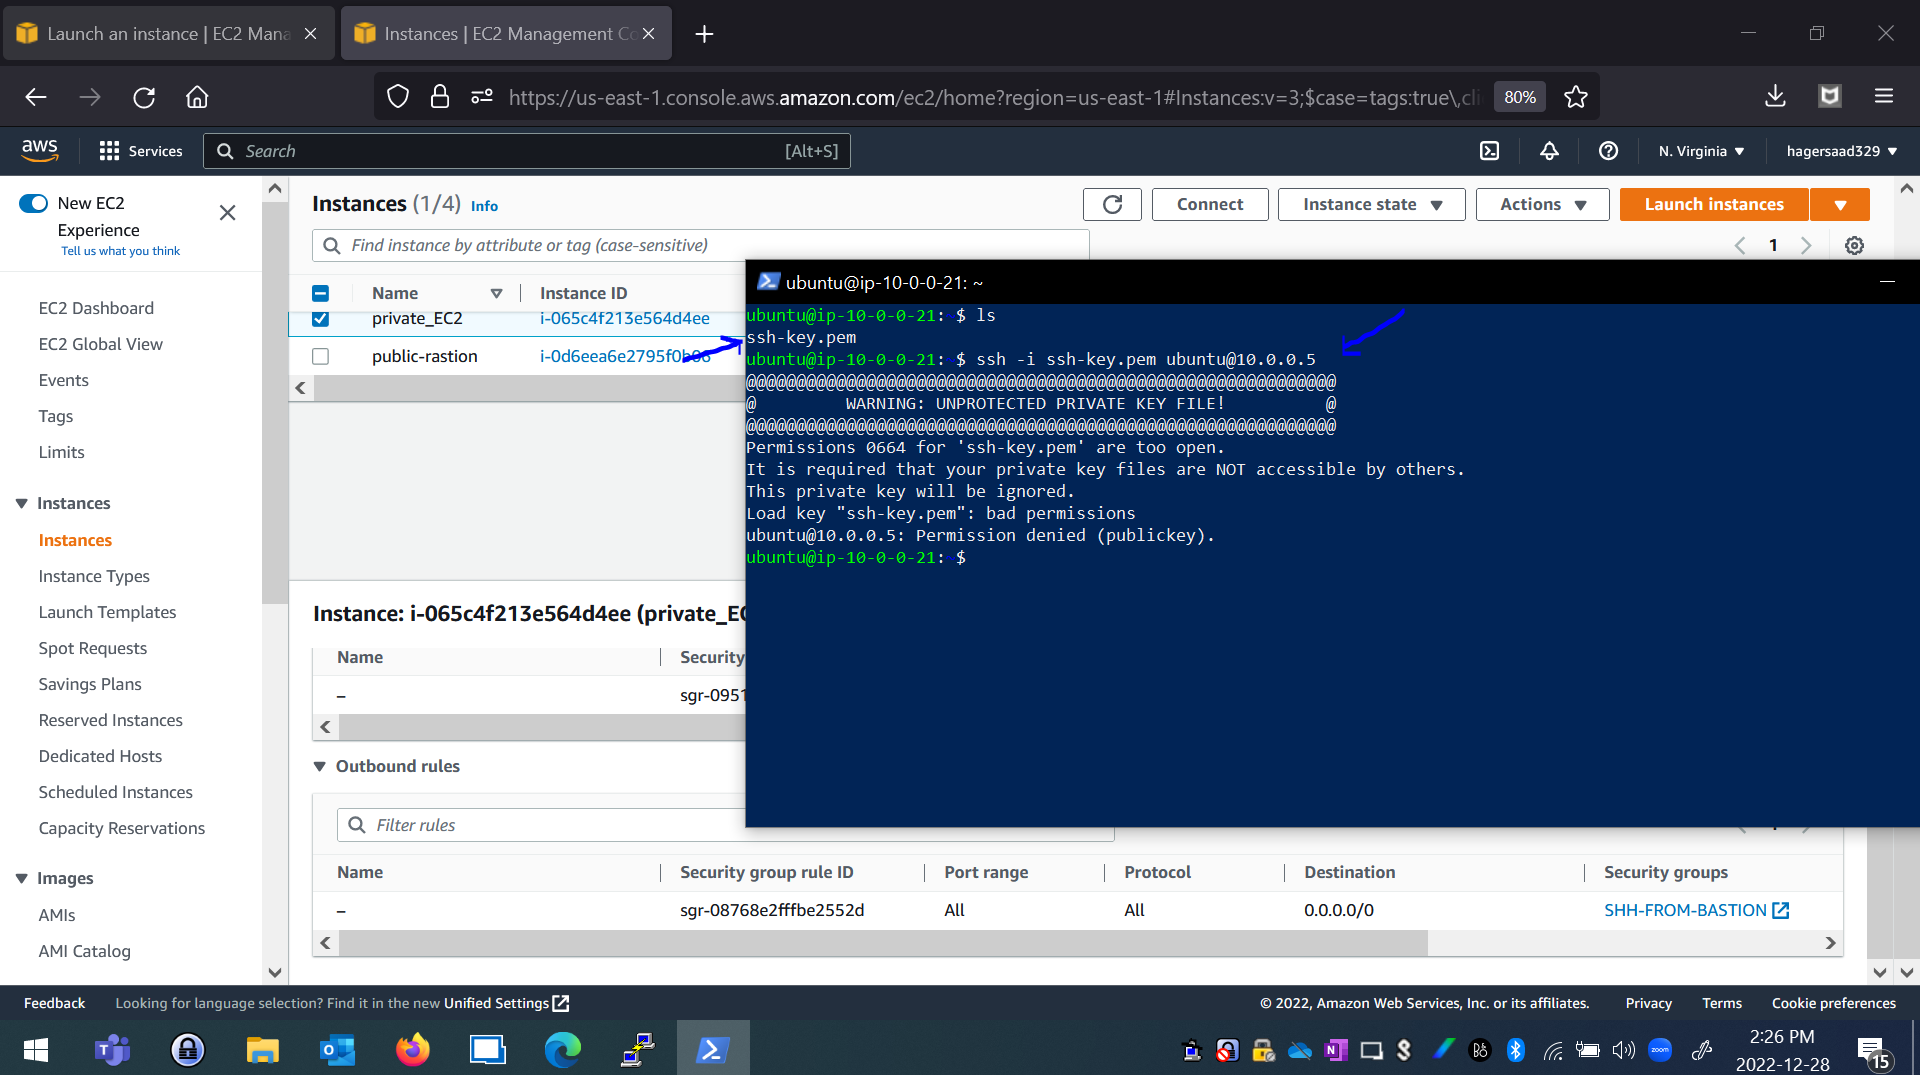 Launch an instance | EC2 Mana
Instances | EC2 Management Co
https://us-east-1.console.aws.amazon.com/ec2/home?region=us-east-1#Instances:v=3;$case=tags:true\,cli
80%
aws
Services
Search
[Alt+S]
N. Virginia
hagersaad329
New EC2
Experience
Tell us what you think
EC2 Dashboard
EC2 Global View
Events
Tags
Limits
Instances
Instances
Instance Types
Launch Templates
Spot Requests
Savings Plans
Reserved Instances
Dedicated Hosts
Scheduled Instances
Capacity Reservations
Images
AMIs
AMI Catalog
Instances (1/4) Info
Connect
Instance state
Actions
Launch instances
Find instance by attribute or tag (case-sensitive)
1
Name
Instance ID
private_EC2
i-065c4f213e564d4ee
public-rastion
i-0d6eea6e2795f0b06
ubuntu@ip-10-0-0-21: ~
ubuntu@ip-10-0-0-21: $ ls
ssh-key.pem
ubuntu@ip-10-0-0-21: $ ssh -i ssh-key.pem ubuntu@10.0.0.5
@@@@@@@@@@@@@@@@@@@@@@@@@@@@@@@@@@@@@@@@@@@@@@@@@@@@@@@@@@@
@         WARNING: UNPROTECTED PRIVATE KEY FILE!          @
@@@@@@@@@@@@@@@@@@@@@@@@@@@@@@@@@@@@@@@@@@@@@@@@@@@@@@@@@@@
Permissions 0664 for 'ssh-key.pem' are too open.
It is required that your private key files are NOT accessible by others.
This private key will be ignored.
Load key "ssh-key.pem": bad permissions
ubuntu@10.0.0.5: Permission denied (publickey).
ubuntu@ip-10-0-0-21: $
Instance: i-065c4f213e564d4ee (private_EC
Name
Security
–
sgr-0951
Outbound rules
Filter rules
Name
Security group rule ID
Port range
Protocol
Destination
Security groups
–
sgr-08768e2fffbe2552d
All
All
0.0.0.0/0
SHH-FROM-BASTION
Feedback
Looking for language selection? Find it in the new Unified Settings
© 2022, Amazon Web Services, Inc. or its affiliates.
Privacy
Terms
Cookie preferences
zoom
2:26 PM
2022-12-28
15